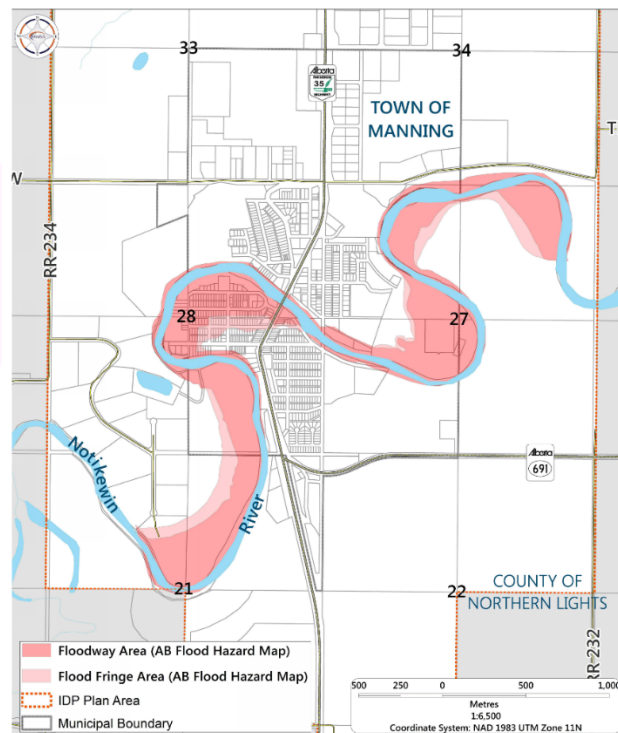 33
34
Alberta
35
TOWN OF
MANNING
T
W
RR-234
28
27
Alberta
691
Notikewin
River
21
22
COUNTY OF
NORTHERN LIGHTS
RR-232
Floodway Area (AB Flood Hazard Map)
Flood Fringe Area (AB Flood Hazard Map)
IDP Plan Area
Municipal Boundary
500 250 0 500 1,000
Metres
1:6,500
Coordinate System: NAD 1983 UTM Zone 11N